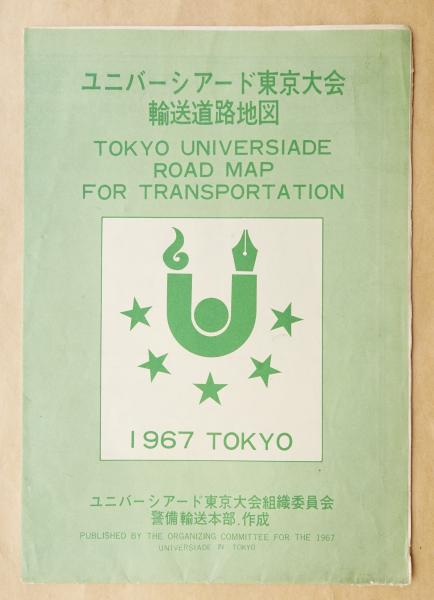 ユニバーシアード東京大会
輸送道路地図
TOKYO UNIVERSIADE
ROAD MAP
FOR TRANSPORTATION
1967 TOKYO
ユニバーシアード東京大会組織委員会
警備輸送本部.作成
PUBLISHED BY THE ORGANIZING COMMITTEE FOR THE 1967
UNIVERSIADE IN TOKYO